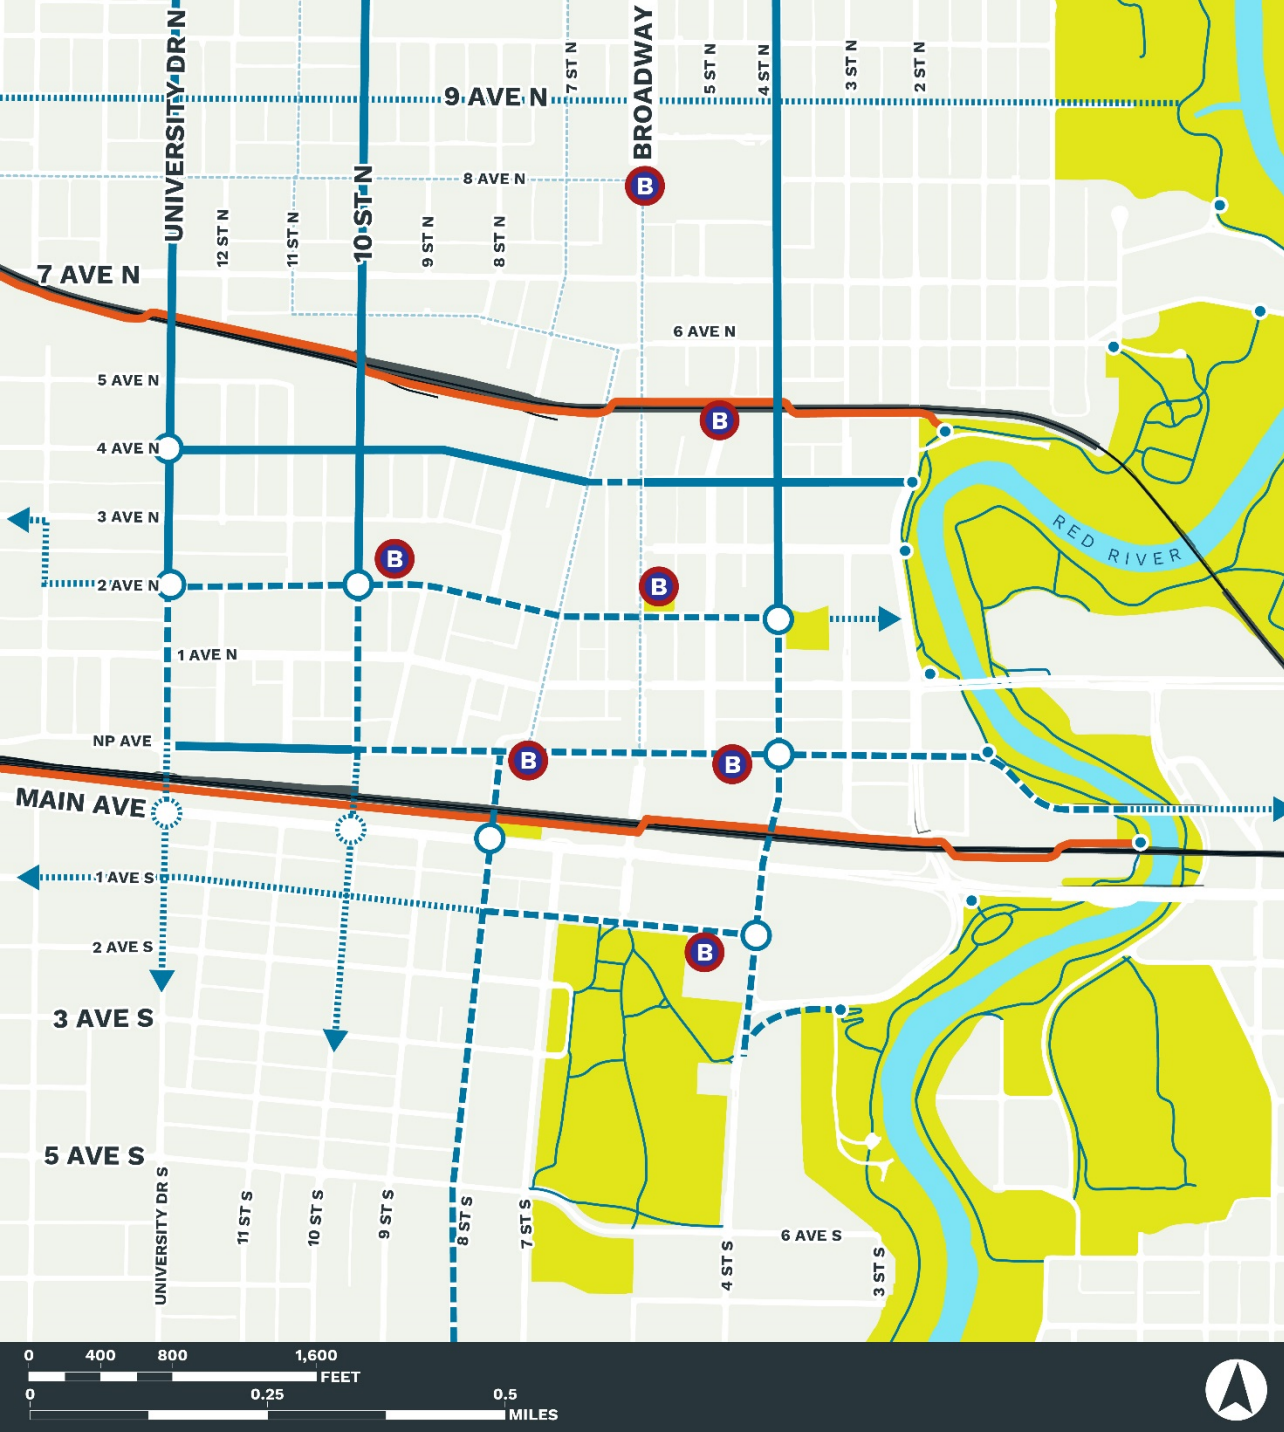 UNIVERSITY DR N
10 ST N
7 ST N
BROADWAY
5 ST N
4 ST N
3 ST N
2 ST N
9 AVE N
8 AVE N
B
12 ST N
11 ST N
9 ST N
8 ST N
7 AVE N
6 AVE N
5 AVE N
B
4 AVE N
3 AVE N
RED RIVER
B
2 AVE N
B
1 AVE N
NP AVE
B
B
MAIN AVE
1 AVE S
2 AVE S
B
3 AVE S
5 AVE S
UNIVERSITY DR S
11 ST S
10 ST S
9 ST S
8 ST S
7 ST S
4 ST S
6 AVE S
3 ST S
0 400 800 1,600
FEET
0 0.25 0.5
MILES